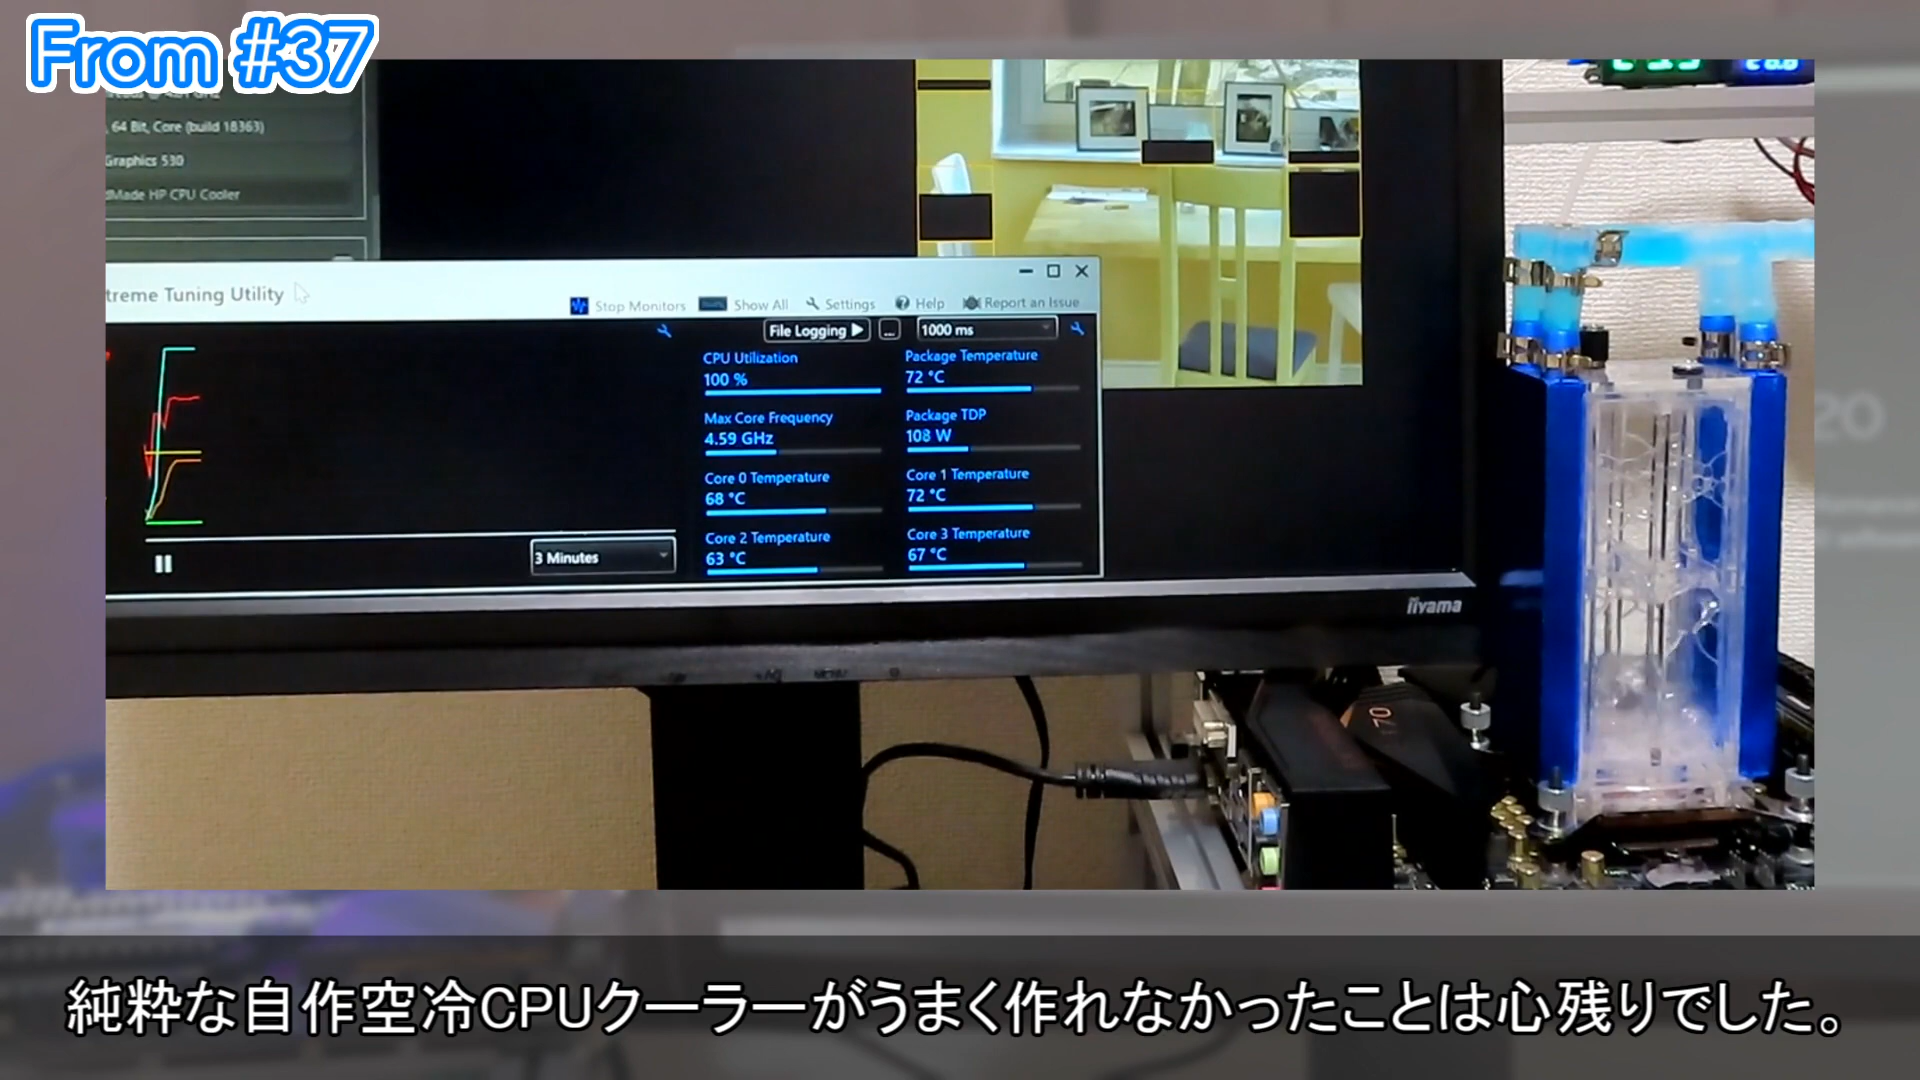 From #37
64 Bit, Core (build 18363)
Graphics 530
dMade HP CPU Cooler
treme Tuning Utility
Stop Monitors
Show All
Settings
Help
Report an Issue
File Logging
...
1000 ms
CPU Utilization
100 %
Package Temperature
72 °C
Max Core Frequency
4.59 GHz
Package TDP
108 W
Core 0 Temperature
68 °C
Core 1 Temperature
72 °C
Core 2 Temperature
63 °C
Core 3 Temperature
67 °C
3 Minutes
iiyama
MENU
純粋な自作空冷CPUクーラーがうまく作れなかったことは心残りでした。